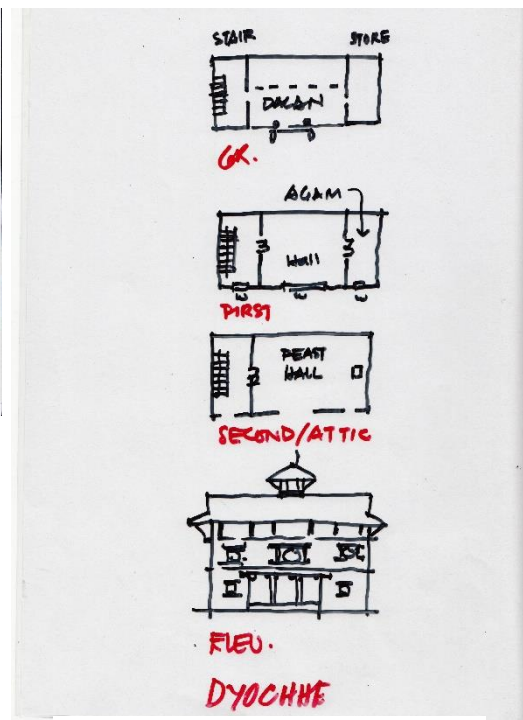 STAIR STORE
DALAN
GR.
AGAM
Hall
FIRST
FEAST
HALL
SECOND/ATTIC
ELEV.
DYOCHHE